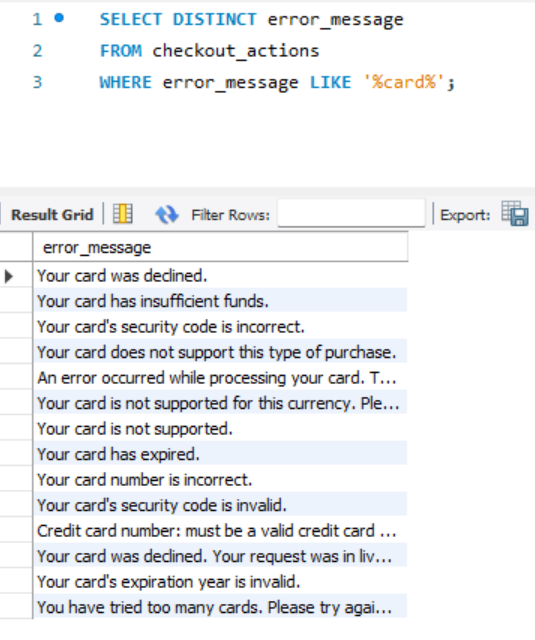 1 SELECT DISTINCT error_message
2 FROM checkout_actions
3 WHERE error_message LIKE '%card%';
Result Grid Filter Rows: Export:
error_message
Your card was declined.
Your card has insufficient funds.
Your card's security code is incorrect.
Your card does not support this type of purchase.
An error occurred while processing your card. T...
Your card is not supported for this currency. Ple...
Your card is not supported.
Your card has expired.
Your card number is incorrect.
Your card's security code is invalid.
Credit card number: must be a valid credit card ...
Your card was declined. Your request was in liv...
Your card's expiration year is invalid.
You have tried too many cards. Please try agai...